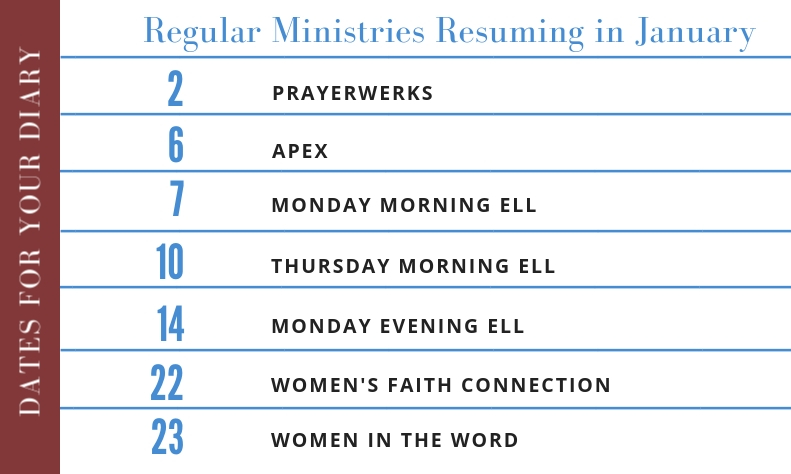 DATES FOR YOUR DIARY
Regular Ministries Resuming in January
2 PRAYERWERKS
6 APEX
7 MONDAY MORNING ELL
10 THURSDAY MORNING ELL
14 MONDAY EVENING ELL
22 WOMEN'S FAITH CONNECTION
23 WOMEN IN THE WORD